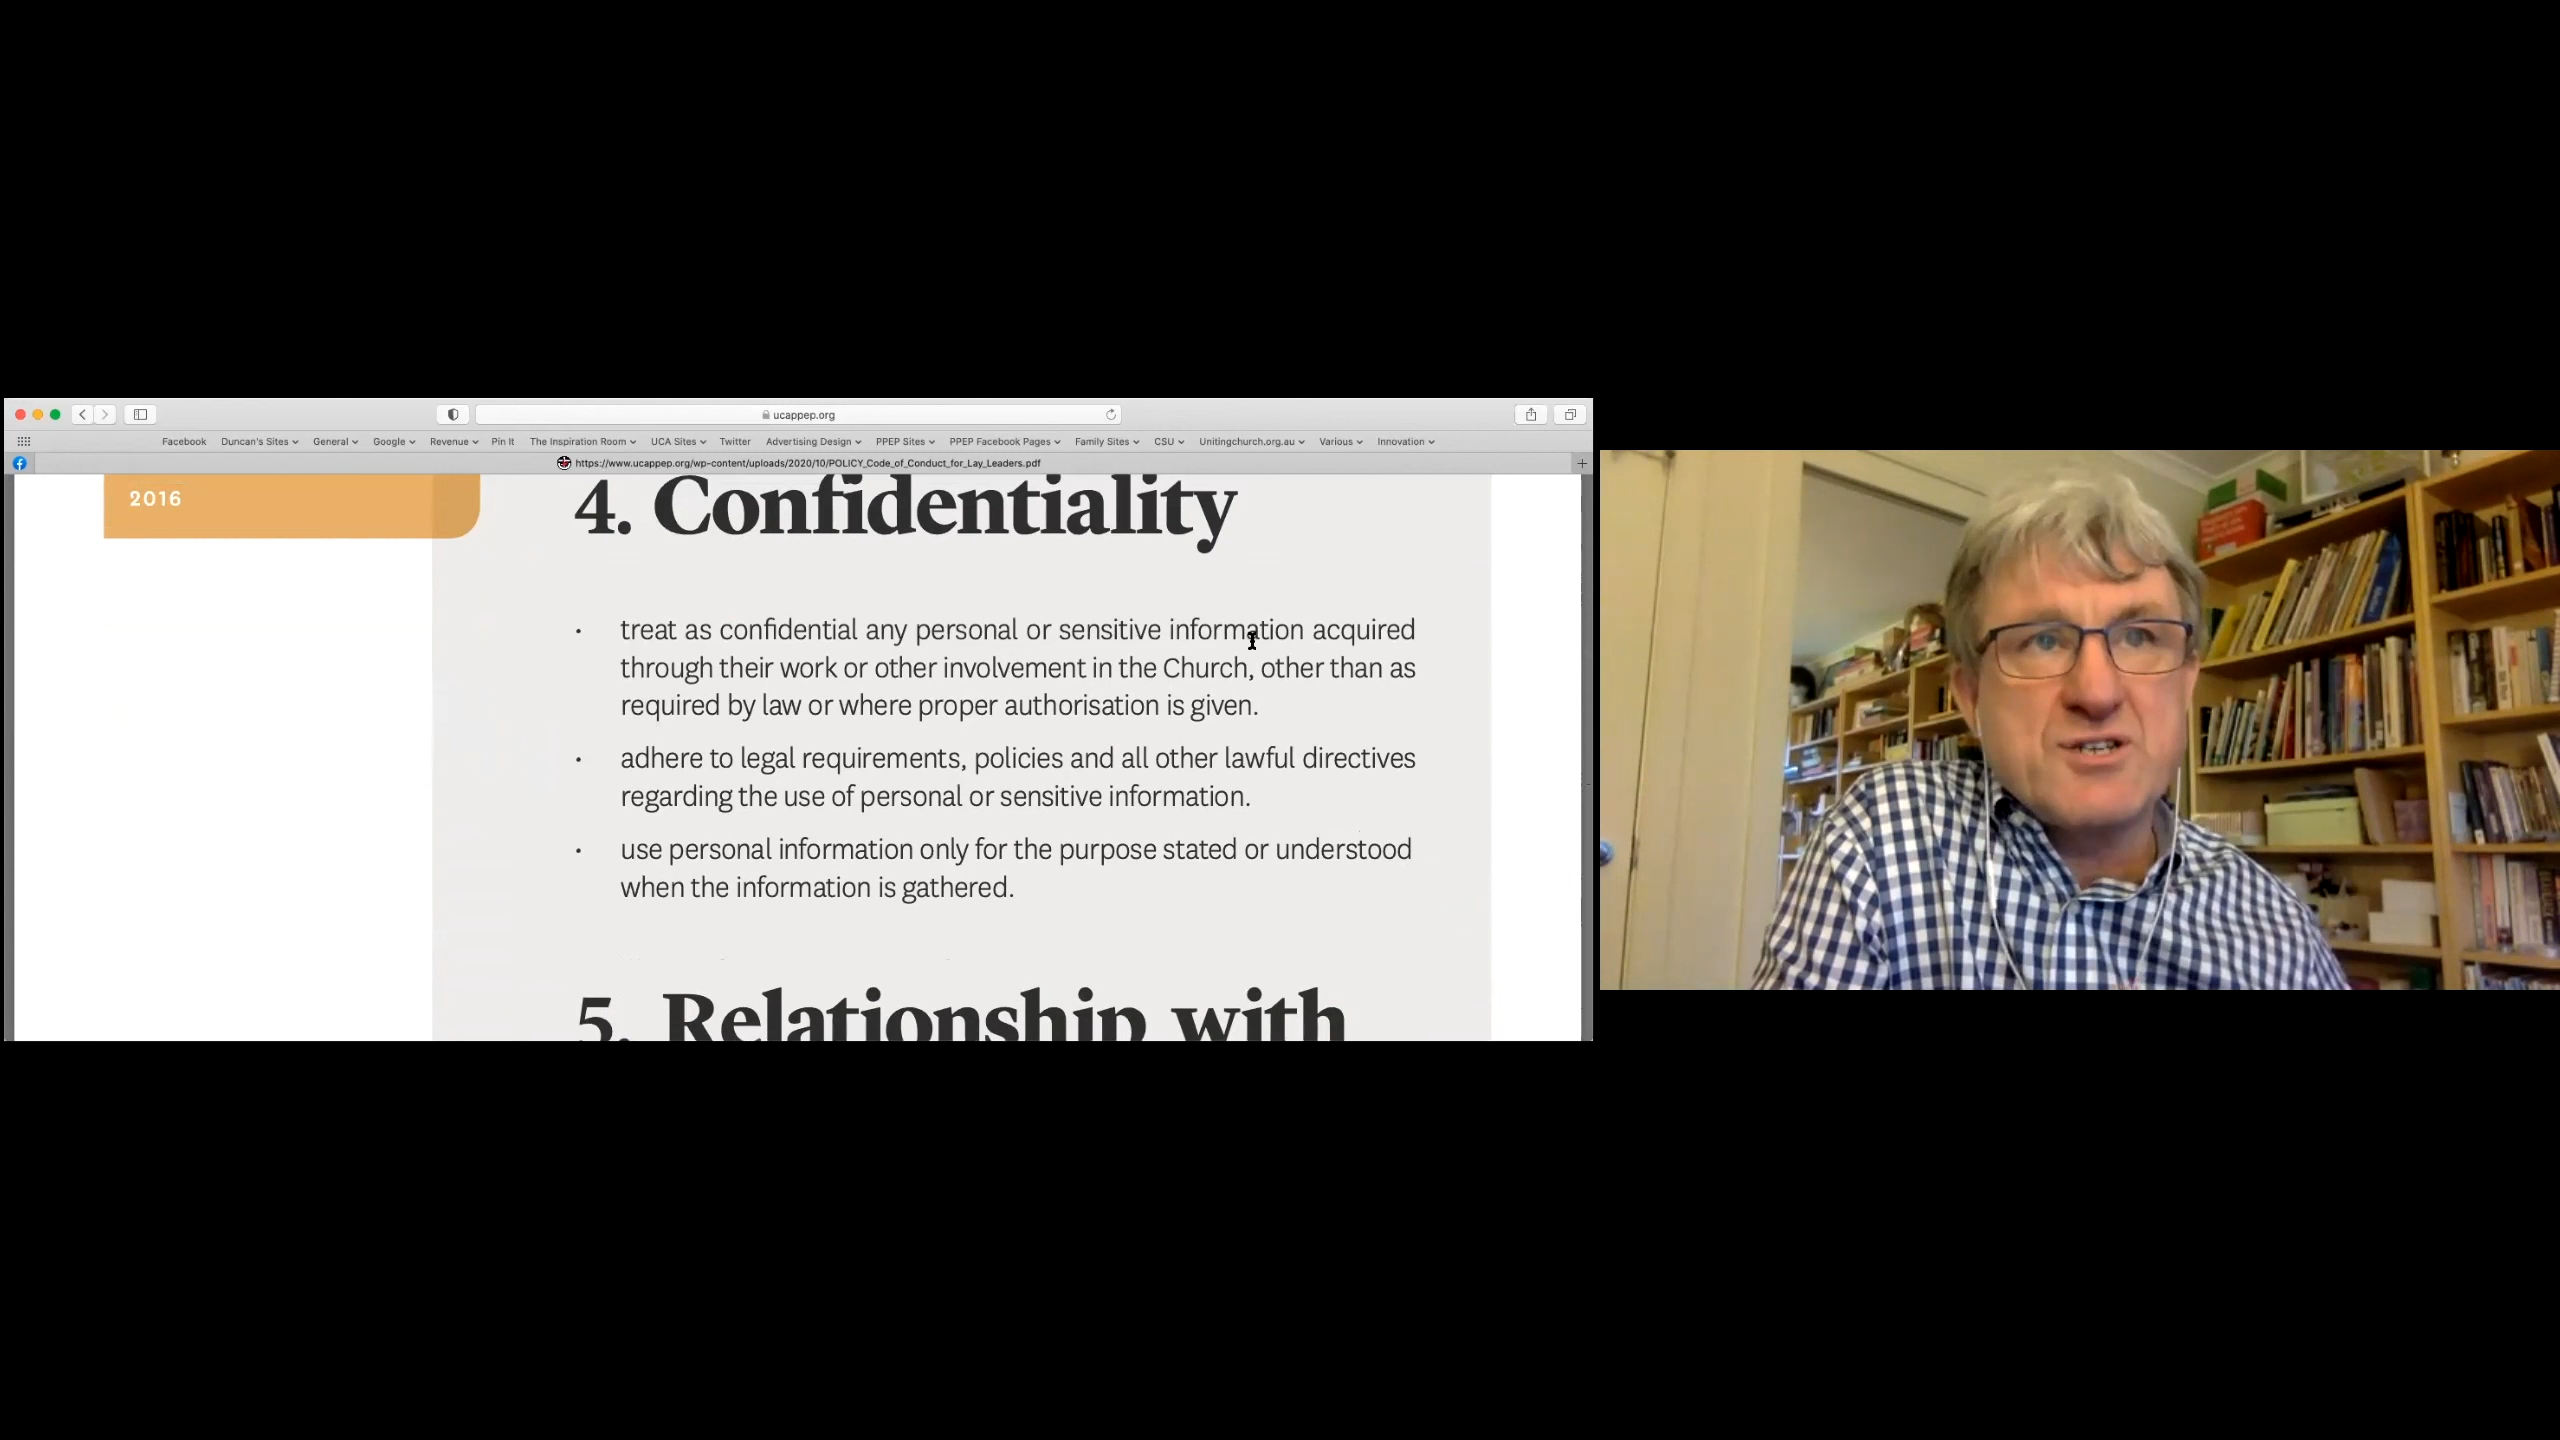 ucappep.org
Facebook Duncan's Sites General Google Revenue Pin It The Inspiration Room UCA Sites Twitter Advertising Design PPEP Sites PPEP Facebook Pages Family Sites CSU Unitingchurch.org.au Various Innovation
https://www.ucappep.org/wp-content/uploads/2020/10/POLICY_Code_of_Conduct_for_Lay_Leaders.pdf
2016
4. Confidentiality
• treat as confidential any personal or sensitive information acquired
through their work or other involvement in the Church, other than as
required by law or where proper authorisation is given.
• adhere to legal requirements, policies and all other lawful directives
regarding the use of personal or sensitive information.
• use personal information only for the purpose stated or understood
when the information is gathered.
5. Relationship with